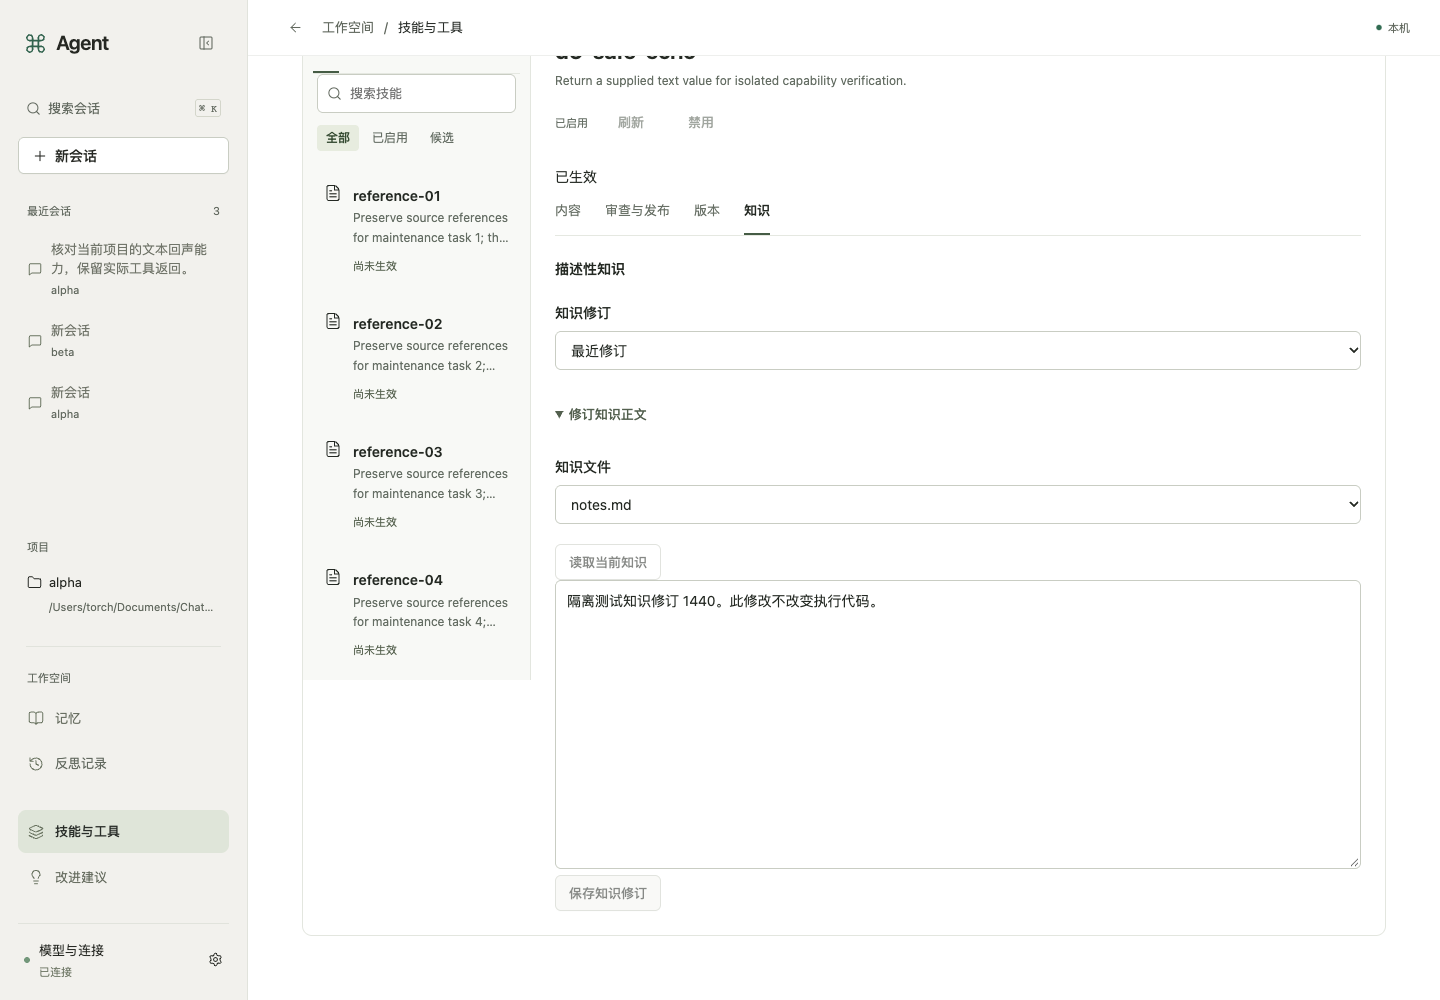 Agent
搜索会话
⌘ K
新会话
最近会话 3
核对当前项目的文本回声能
力，保留实际工具返回。
alpha
新会话
beta
新会话
alpha
项目
alpha
/Users/torch/Documents/Chat...
工作空间
记忆
反思记录
技能与工具
改进建议
模型与连接
已连接
工作空间 / 技能与工具
本机
搜索技能
全部 已启用 候选
reference-01
Preserve source references
for maintenance task 1; th...
尚未生效
reference-02
Preserve source references
for maintenance task 2;...
尚未生效
reference-03
Preserve source references
for maintenance task 3;...
尚未生效
reference-04
Preserve source references
for maintenance task 4;...
尚未生效
Return a supplied text value for isolated capability verification.
已启用 刷新 禁用
已生效
内容 审查与发布 版本 知识
描述性知识
知识修订
最近修订
▼ 修订知识正文
知识文件
notes.md
读取当前知识
隔离测试知识修订 1440。此修改不改变执行代码。
保存知识修订